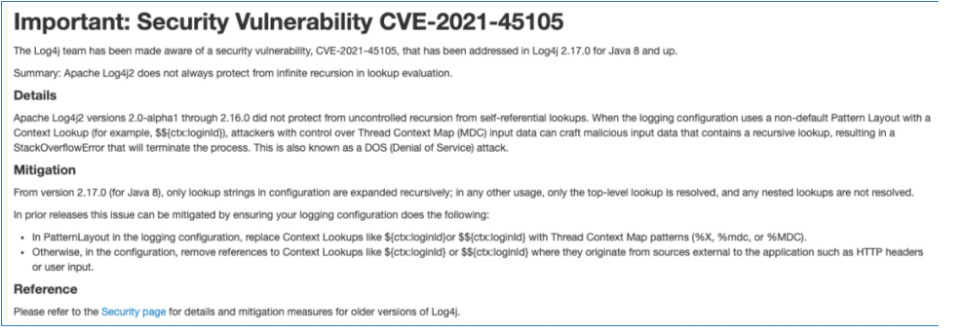 Important: Security Vulnerability CVE-2021-45105
The Log4j team has been made aware of a security vulnerability, CVE-2021-45105, that has been addressed in Log4j 2.17.0 for Java 8 and up.
Summary: Apache Log4j2 does not always protect from infinite recursion in lookup evaluation.
Details
Apache Log4j2 versions 2.0-alpha1 through 2.16.0 did not protect from uncontrolled recursion from self-referential lookups. When the logging configuration uses a non-default Pattern Layout with a
Context Lookup (for example, $${ctx:loginId}), attackers with control over Thread Context Map (MDC) input data can craft malicious input data that contains a recursive lookup, resulting in a
StackOverflowError that will terminate the process. This is also known as a DOS (Denial of Service) attack.
Mitigation
From version 2.17.0 (for Java 8), only lookup strings in configuration are expanded recursively; in any other usage, only the top-level lookup is resolved, and any nested lookups are not resolved.
In prior releases this issue can be mitigated by ensuring your logging configuration does the following:
• In PatternLayout in the logging configuration, replace Context Lookups like ${ctx:loginId}or $${ctx:loginId} with Thread Context Map patterns (%X, %mdc, or %MDC).
• Otherwise, in the configuration, remove references to Context Lookups like ${ctx:loginId} or $${ctx:loginId} where they originate from sources external to the application such as HTTP headers
or user input.
Reference
Please refer to the Security page for details and mitigation measures for older versions of Log4j.